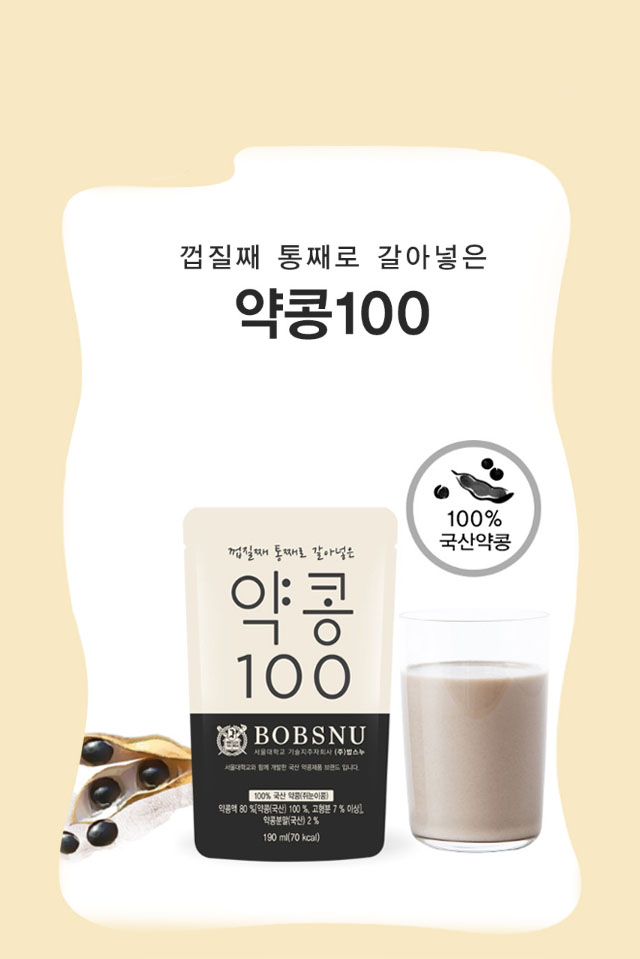 껍질째 통째로 갈아넣은
약콩100
100%
국산약콩
껍질째 통째로 갈아넣은
약콩
100
BOBSNU
서울대학교 기술지주자회사 (주)밥스누
서울대학교와 함께 개발한 국산 약콩제품 브랜드 입니다.
100% 국산 약콩(쥐눈이콩)
약콩액 80 %[약콩(국산) 100 %, 고형분 7 % 이상],
약콩분말(국산) 2 %
190 ml(70 kcal)